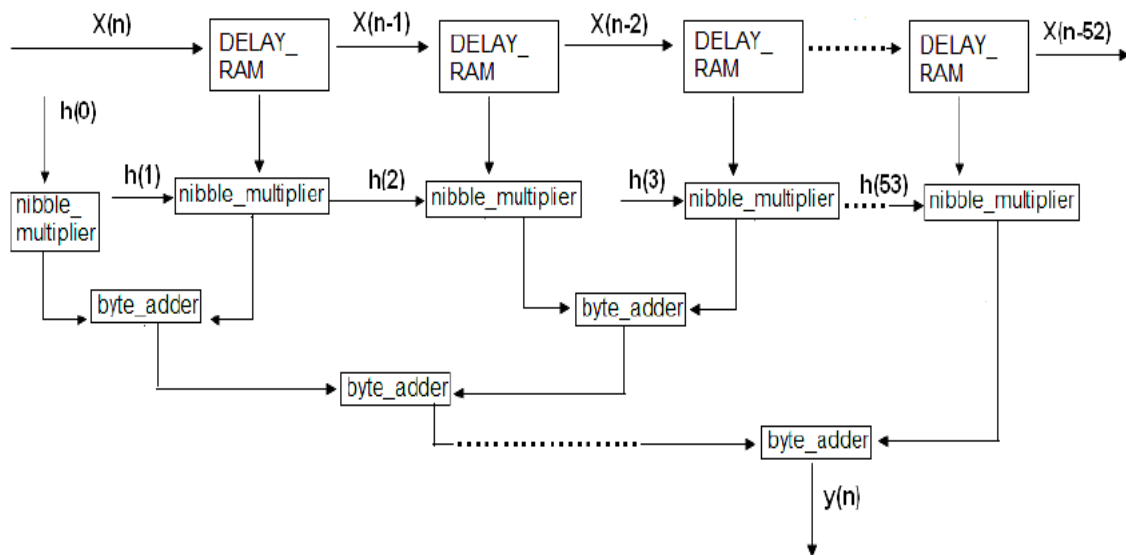 X(n)
X(n-1)
X(n-2)
X(n-52)
DELAY_
RAM
DELAY_
RAM
DELAY_
RAM
DELAY_
RAM
h(0)
h(1)
h(2)
h(3)
h(53)
nibble_
multiplier
nibble_multiplier
nibble_multiplier
nibble_multiplier
nibble_multiplier
byte_adder
byte_adder
byte_adder
byte_adder
y(n)